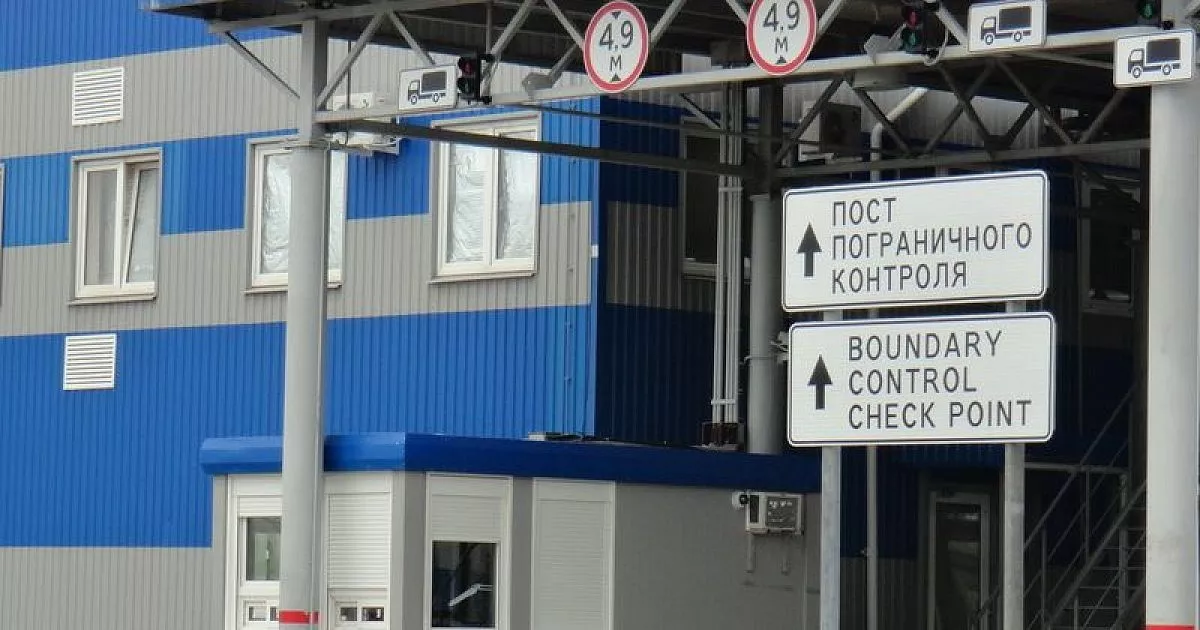 4,9
М
4,9
М
ПОСТ
ПОГРАНИЧНОГО
КОНТРОЛЯ
BOUNDARY
CONTROL
CHECK POINT